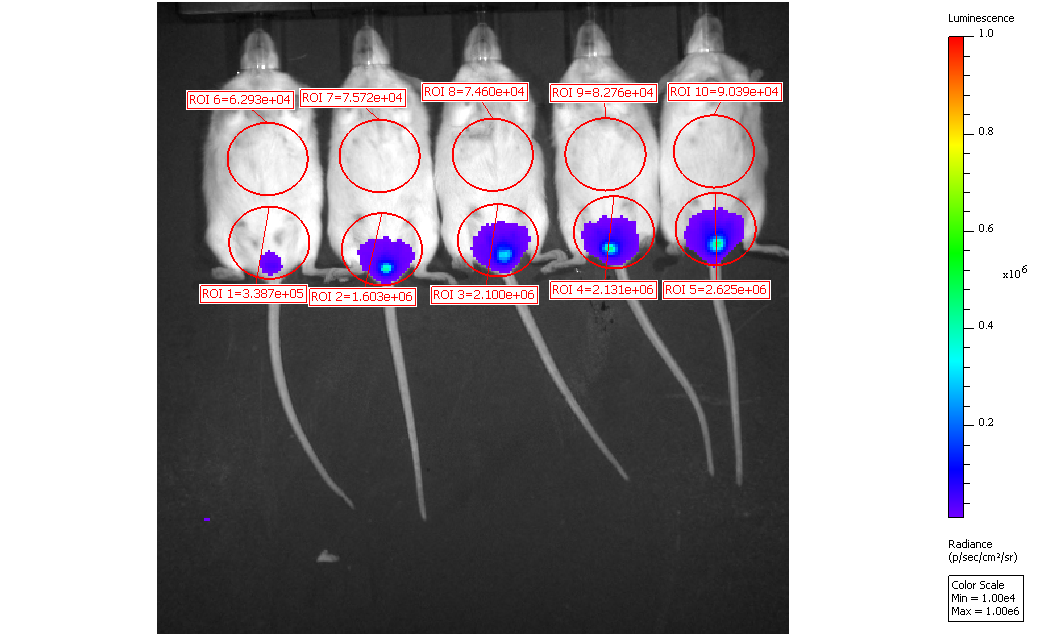 Luminescence
1.0
ROI 6=6.293e+04
ROI 7=7.572e+04
ROI 8=7.460e+04
ROI 9=8.276e+04
ROI 10=9.039e+04
0.8
0.6
x10⁶
ROI 1=3.387e+05
ROI 2=1.603e+06
ROI 3=2.100e+06
ROI 4=2.131e+06
ROI 5=2.625e+06
0.4
0.2
Radiance
(p/sec/cm²/sr)
Color Scale
Min = 1.00e4
Max = 1.00e6